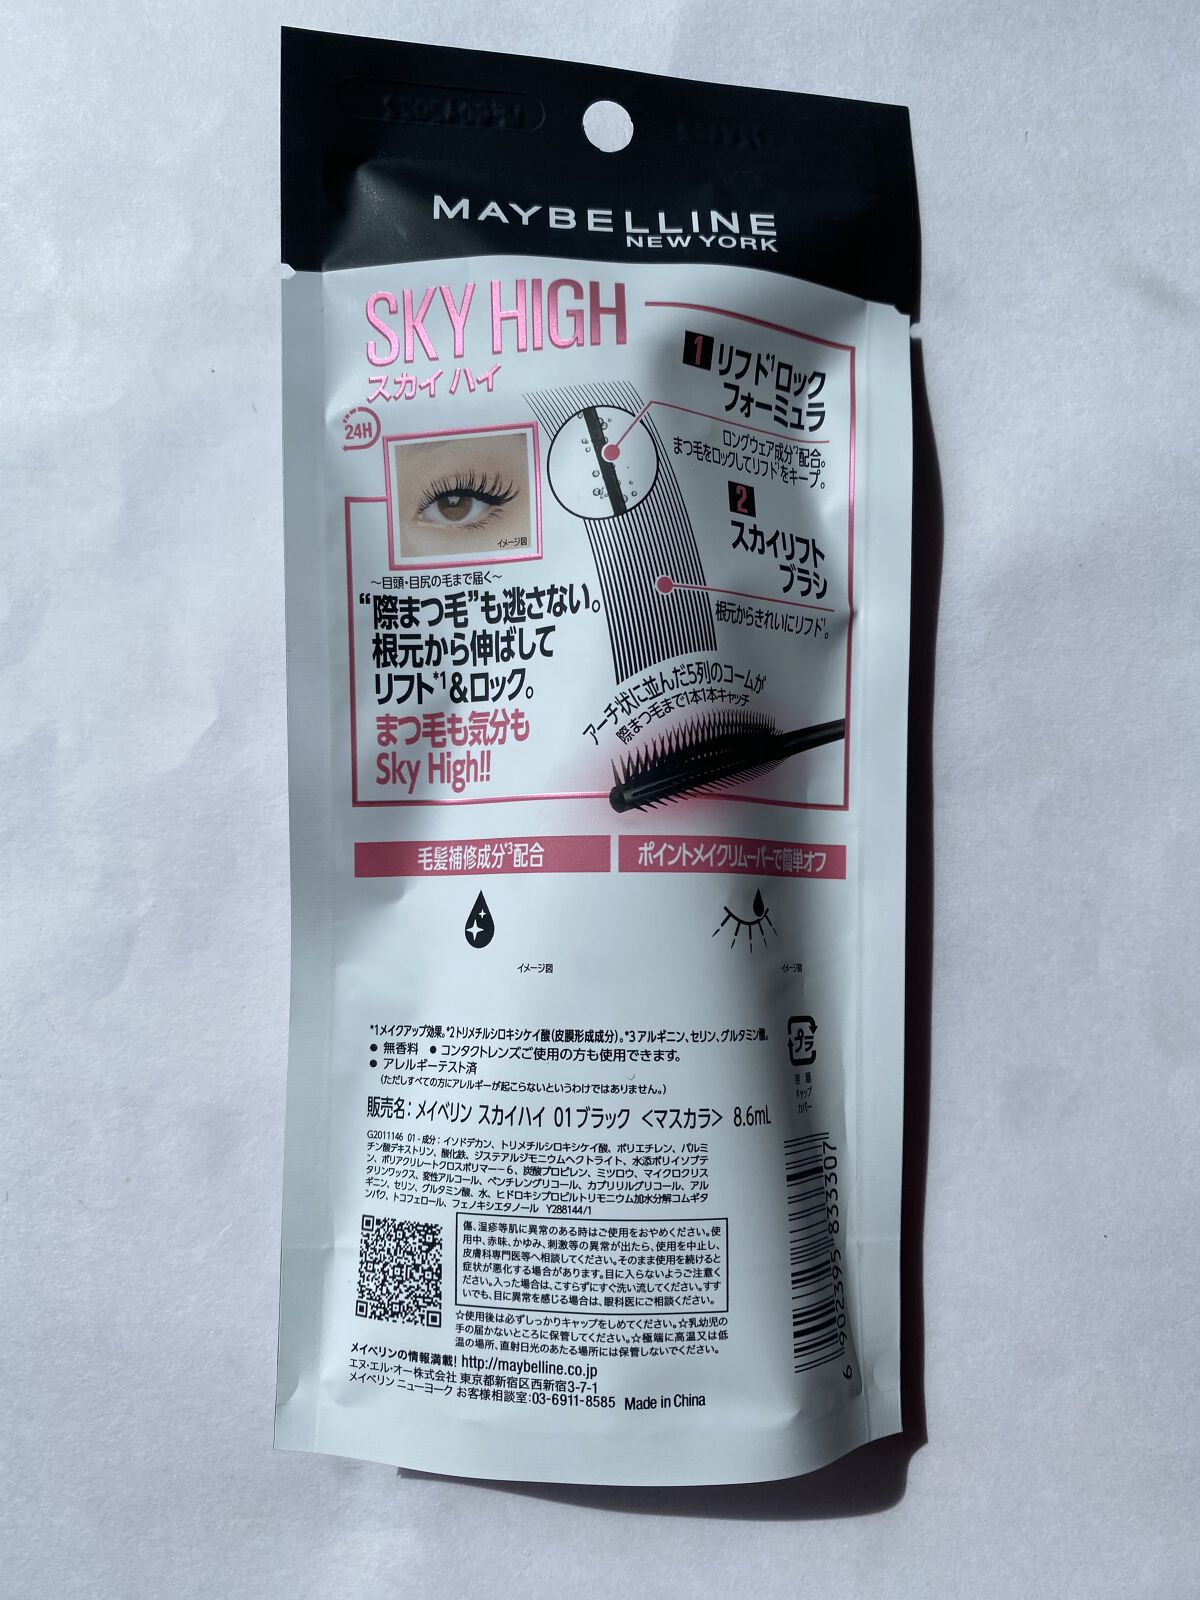 MAYBELLINE
NEW YORK
SKY HIGH
スカイ ハイ
24H
イメージ図
〜目頭・目尻の毛まで届く〜
“際まつ毛”も逃さない。
根元から伸ばして
リフト*1&ロック。
まつ毛も気分も
Sky High!!
1 リフト*1ロック
フォーミュラ
ロングウェア成分*2配合。
まつ毛をロックしてリフト*1をキープ。
2
スカイリフト
ブラシ
根元からきれいにリフト*1。
アーチ状に並んだ5列のコームが
際まつ毛まで1本1本キャッチ
毛髪補修成分*3配合
ポイントメイクリムーバーで簡単オフ
イメージ図
イメージ図
*1メイクアップ効果。*2トリメチルシロキシケイ酸(皮膜形成成分)。*3 アルギニン、セリン、グルタミン酸。
● 無香料 ● コンタクトレンズご使用の方も使用できます。
● アレルギーテスト済
(ただしすべての方にアレルギーが起こらないというわけではありません。)
プラ
容器
キャップ
カバー
販売名: メイベリン スカイハイ 01 ブラック <マスカラ> 8.6mL
G2011146 01 - 成分: イソドデカン、トリメチルシロキシケイ酸、ポリエチレン、パルミ
チン酸デキストリン、酸化鉄、ジステアルジモニウムヘクトライト、水添ポリイソブテ
ン、ポリアクリレートクロスポリマー-6、炭酸プロピレン、ミツロウ、マイクロクリス
タリンワックス、変性アルコール、ペンチレングリコール、カプリリルグリコール、アル
ギニン、セリン、グルタミン酸、水、ヒドロキシプロピルトリモニウム加水分解コムギタ
ンパク、トコフェロール、フェノキシエタノール Y288144/1
傷、湿疹等肌に異常のある時はご使用をおやめください。使
用中、赤味、かゆみ、刺激等の異常が出たら、使用を中止し、
皮膚科専門医等へ相談してください。そのまま使用を続けると
症状が悪化する場合があります。目に入らないようご注意く
ださい。入った場合は、こすらずにすぐ洗い流してください。すす
いでも、目に異常を感じる場合は、眼科医にご相談ください。
☆使用後は必ずしっかりキャップをしめてください。☆乳幼児の
手の届かないところに保管してください。☆極端に高温又は低
温の場所、直射日光のあたる場所には保管しないでください。
メイベリンの情報満載! http://maybelline.co.jp
エヌ・エル・オー株式会社 東京都新宿区西新宿3-7-1
メイベリン ニューヨーク お客様相談室:03-6911-8585 Made in China
6 902395 833307